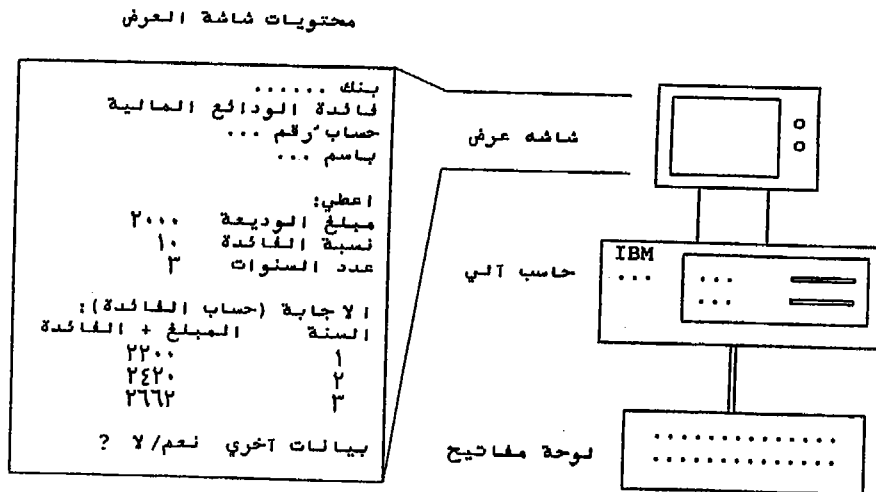 محتويات شاشة العرض
بنك ......
فائدة الودائع المالية
حساب رقم ...
باسم ...
اعطي:
مبلغ الوديعة ٢٠٠٠
نسبة الفائدة ١٠
عدد السنوات ٣
الاجابة (حساب الفائدة):
السنة المبلغ + الفائدة
١ ٢٢٠٠
٢ ٢٤٢٠
٣ ٢٦٦٢
بيانات آخري نعم/لا ?
شاشه عرض
IBM
حاسب آلي
لوحة مفاتيح